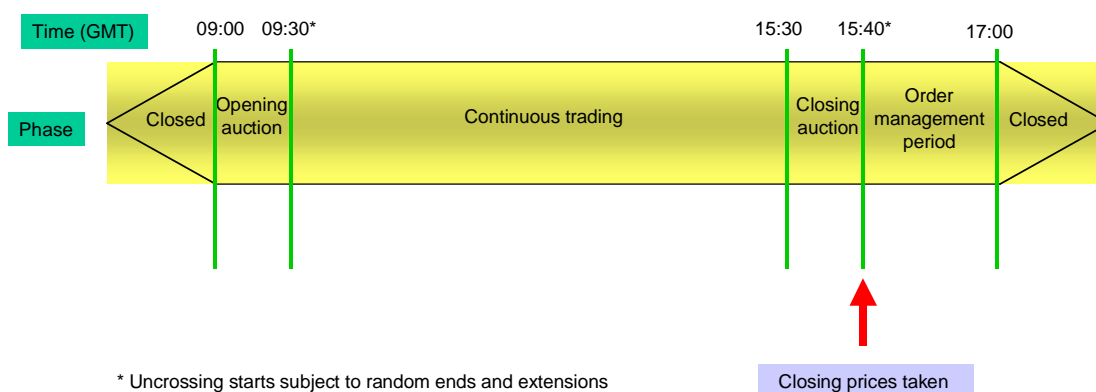 Time (GMT) 09:00 09:30* 15:30 15:40* 17:00
Phase
Closed
Opening
auction
Continuous trading
Closing
auction
Order
management
period
Closed
* Uncrossing starts subject to random ends and extensions
Closing prices taken